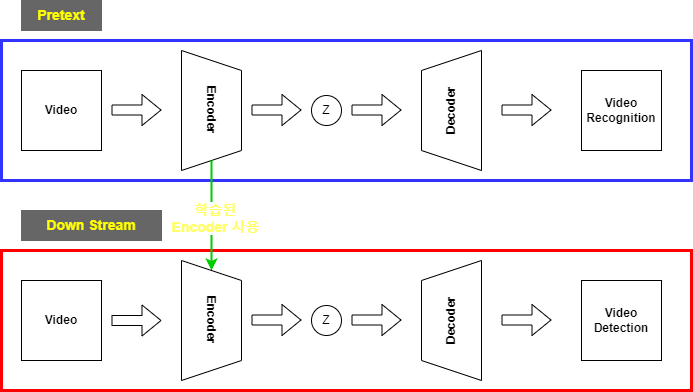 Pretext
Video
Encoder
Z
Decoder
Video
Recognition
학습된
Encoder 사용
Down Stream
Video
Encoder
Z
Decoder
Video
Detection